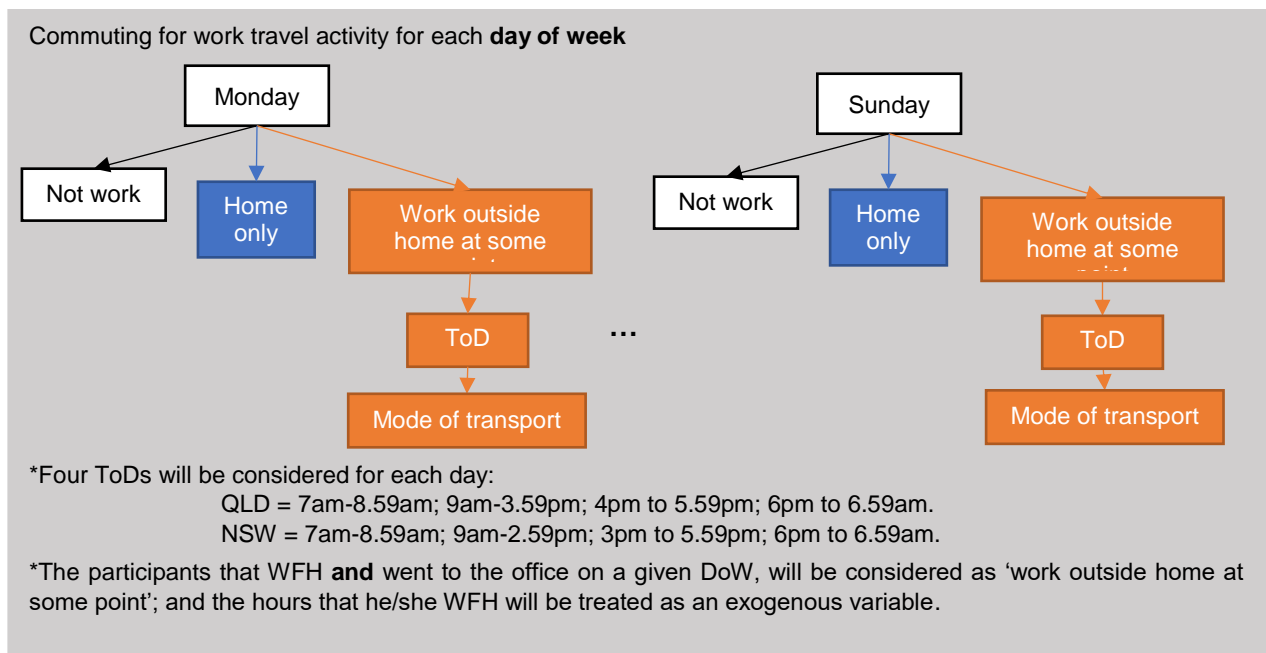 Commuting for work travel activity for each day of week
Monday
Sunday
Not work
Home
only
Work outside
home at some
Not work
Home
only
Work outside
home at some
point
ToD
...
ToD
Mode of transport
Mode of transport
*Four ToDs will be considered for each day:
QLD = 7am-8.59am; 9am-3.59pm; 4pm to 5.59pm; 6pm to 6.59am.
NSW = 7am-8.59am; 9am-2.59pm; 3pm to 5.59pm; 6pm to 6.59am.
*The participants that WFH and went to the office on a given DoW, will be considered as ‘work outside home at
some point’; and the hours that he/she WFH will be treated as an exogenous variable.